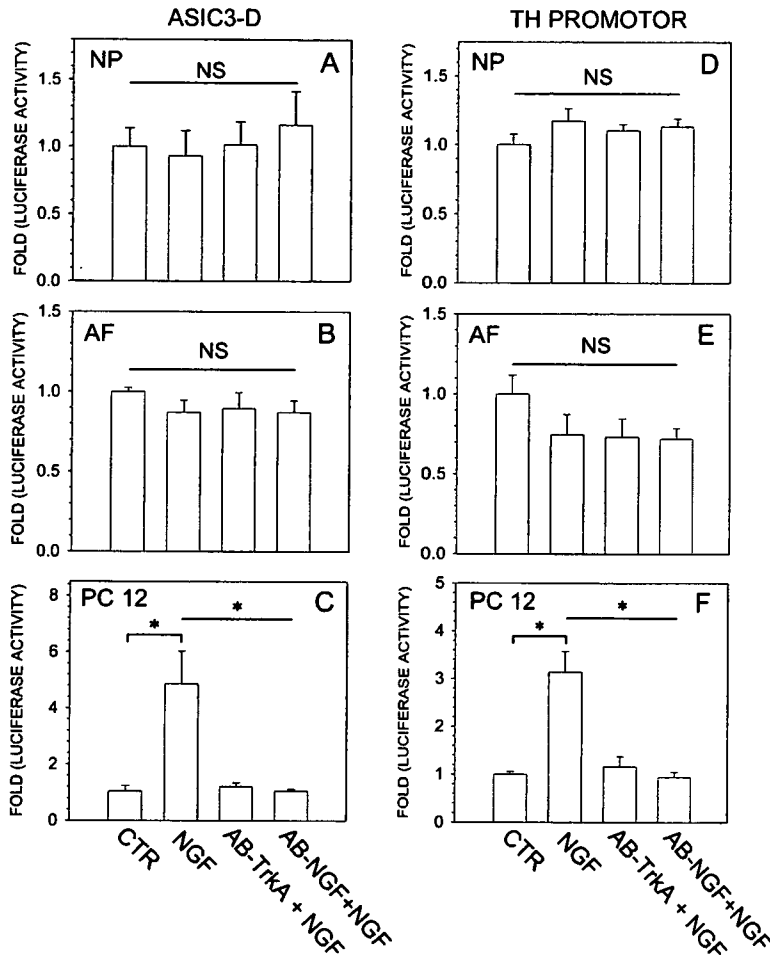 ASIC3-D
TH PROMOTOR
FOLD (LUCIFERASE ACTIVITY)
1.5
1.0
0.5
0.0
NP
NS
A
FOLD (LUCIFERASE ACTIVITY)
1.5
1.0
0.5
0.0
NP
NS
D
FOLD (LUCIFERASE ACTIVITY)
1.5
1.0
0.5
0.0
AF
NS
B
FOLD (LUCIFERASE ACTIVITY)
1.5
1.0
0.5
0.0
AF
NS
E
FOLD (LUCIFERASE ACTIVITY)
8
6
4
2
0
PC 12
*
*
C
CTR
NGF
AB-TrkA + NGF
AB-NGF+NGF
FOLD (LUCIFERASE ACTIVITY)
5
4
3
2
1
0
PC 12
*
*
F
CTR
NGF
AB-TrkA + NGF
AB-NGF+NGF